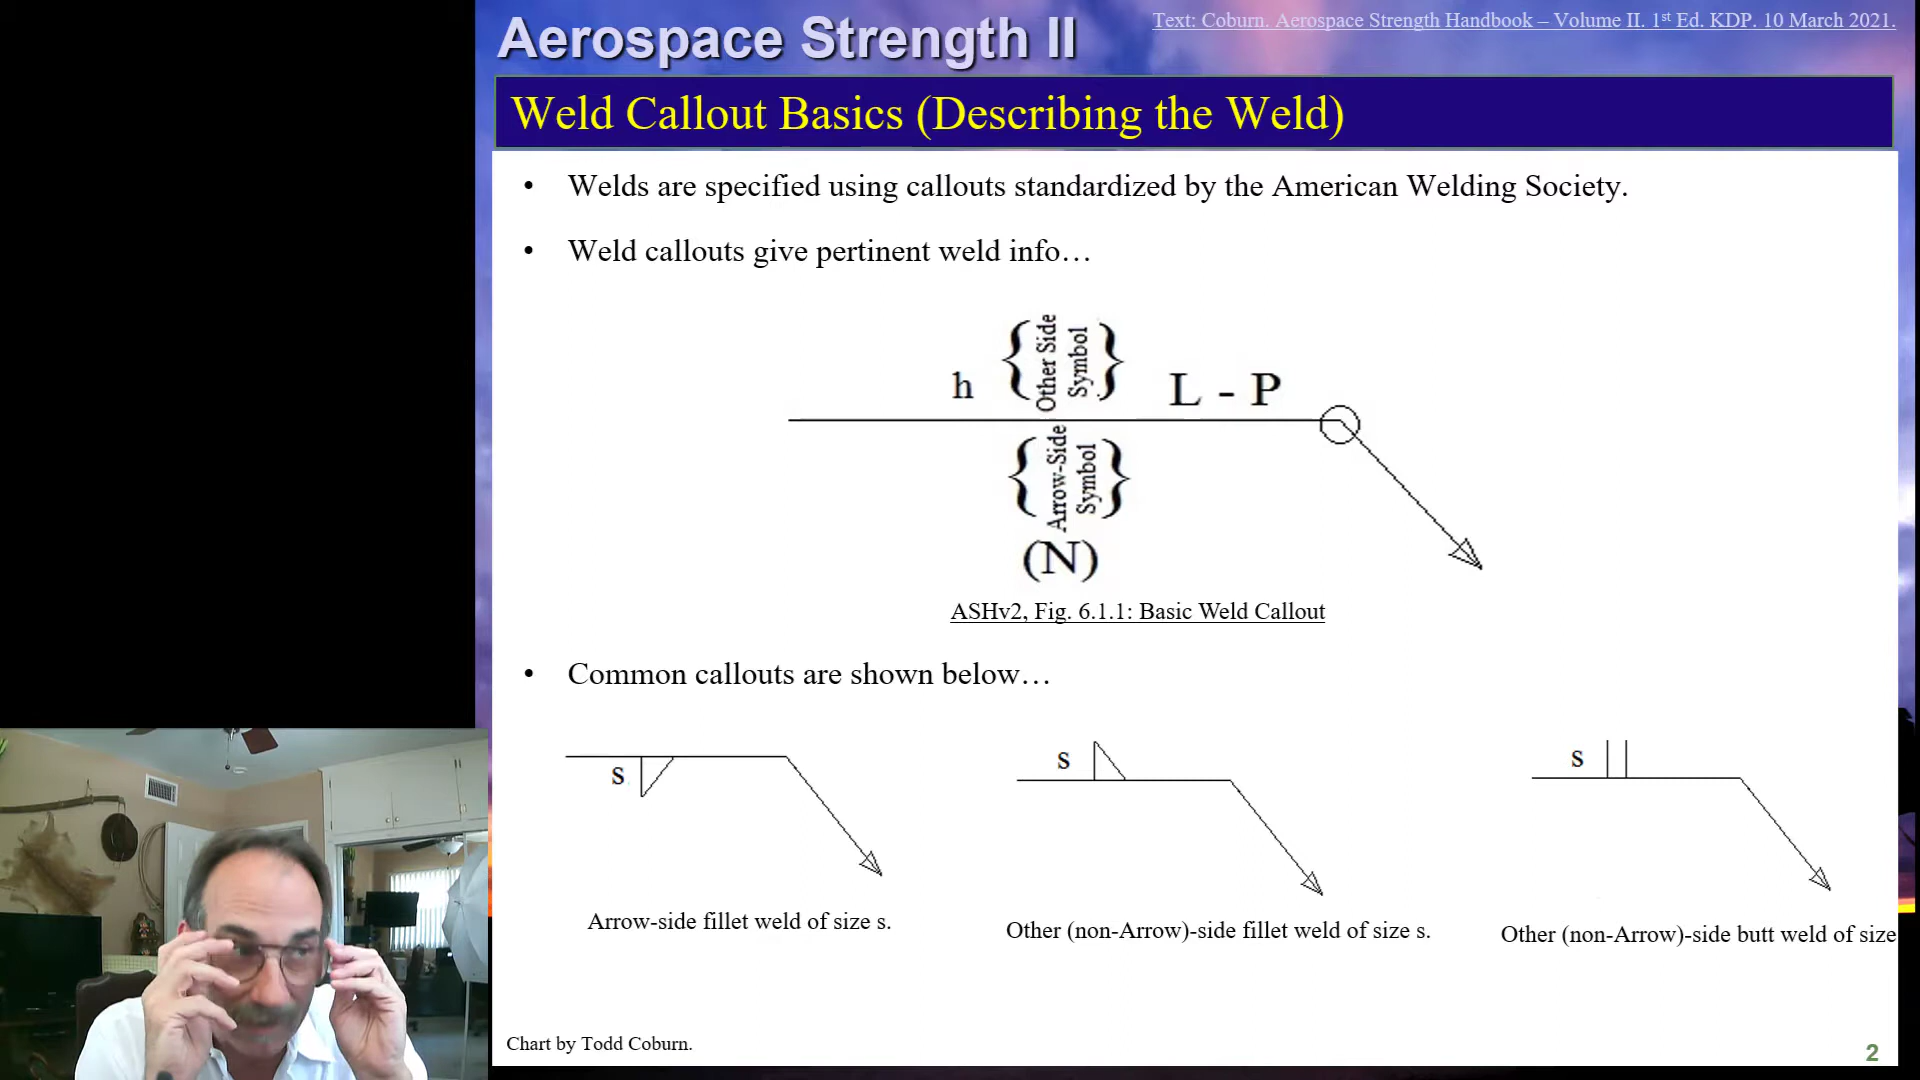 Aerospace Strength II
Text: Coburn. Aerospace Strength Handbook – Volume II. 1st Ed. KDP. 10 March 2021.
Weld Callout Basics (Describing the Weld)
• Welds are specified using callouts standardized by the American Welding Society.
• Weld callouts give pertinent weld info…
h { Other Side Symbol } L - P
{ Arrow-Side Symbol }
(N)
ASHv2, Fig. 6.1.1: Basic Weld Callout
• Common callouts are shown below…
s
s
s
Arrow-side fillet weld of size s.
Other (non-Arrow)-side fillet weld of size s.
Other (non-Arrow)-side butt weld of size
Chart by Todd Coburn.
2